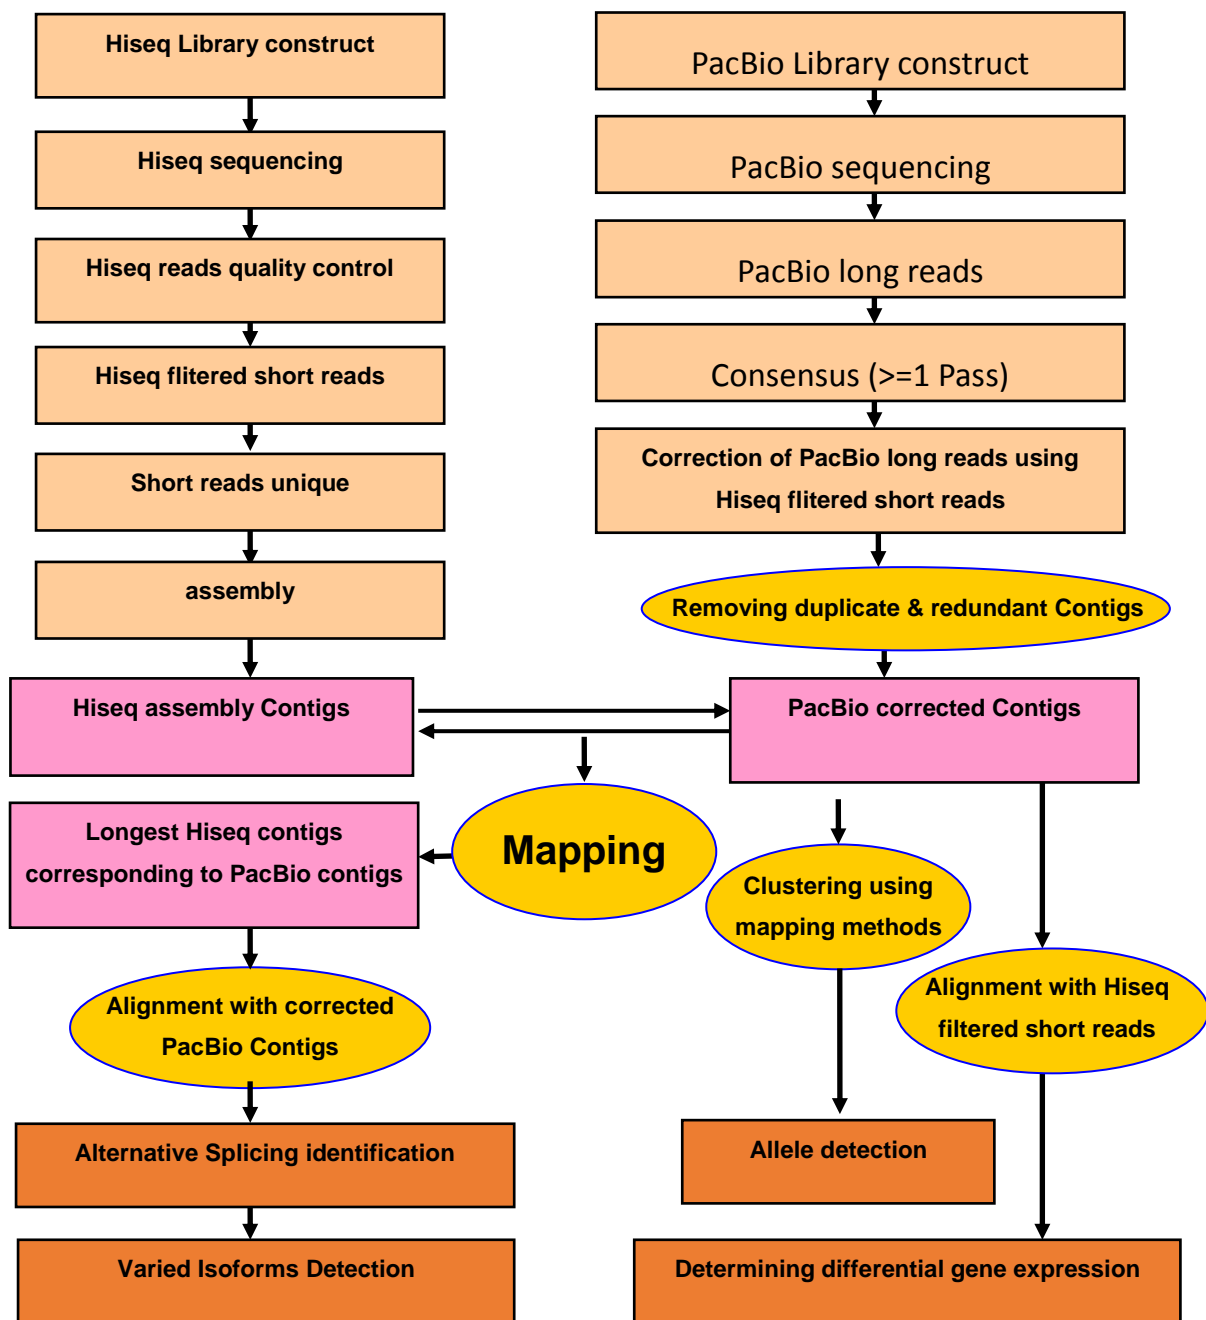 Hiseq Library construct
Hiseq sequencing
Hiseq reads quality control
Hiseq flitered short reads
Short reads unique
assembly
Hiseq assembly Contigs
Longest Hiseq contigs
corresponding to PacBio contigs
Alignment with corrected
PacBio Contigs
Alternative Splicing identification
Varied Isoforms Detection
Mapping
PacBio Library construct
PacBio sequencing
PacBio long reads
Consensus (>=1 Pass)
Correction of PacBio long reads using
Hiseq flitered short reads
Removing duplicate & redundant Contigs
PacBio corrected Contigs
Clustering using
mapping methods
Allele detection
Alignment with Hiseq
filtered short reads
Determining differential gene expression